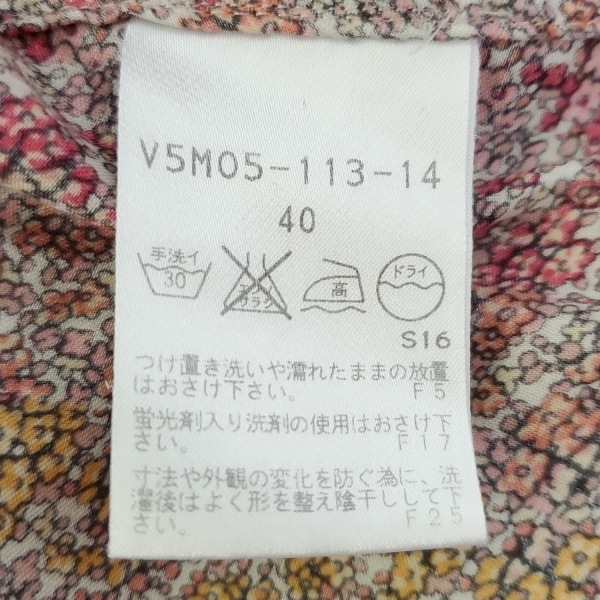 V5M05-113-14
40
手洗イ 30 エンソサラシ 高 ドライ
S16
つけ置き洗いや濡れたままの放置
はおさけ下さい。 F5
蛍光剤入り洗剤の使用はおさけ下
さい。 F17
寸法や外観の変化を防ぐ為に、洗
濯後はよく形を整え陰干しして下
さい。 F25